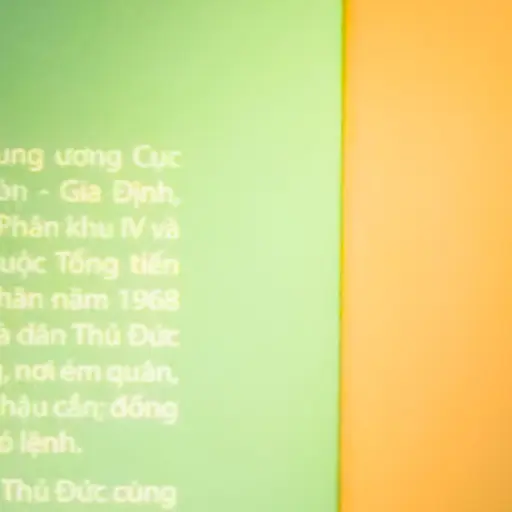 ung ương Cục
òn - Gia Định,
Phân khu IV và
uộc Tổng tiến
hân năm 1968
à dân Thủ Đức
, nơi ém quân,
hậu cần; đồng
ó lệnh.
Thủ Đức cùng